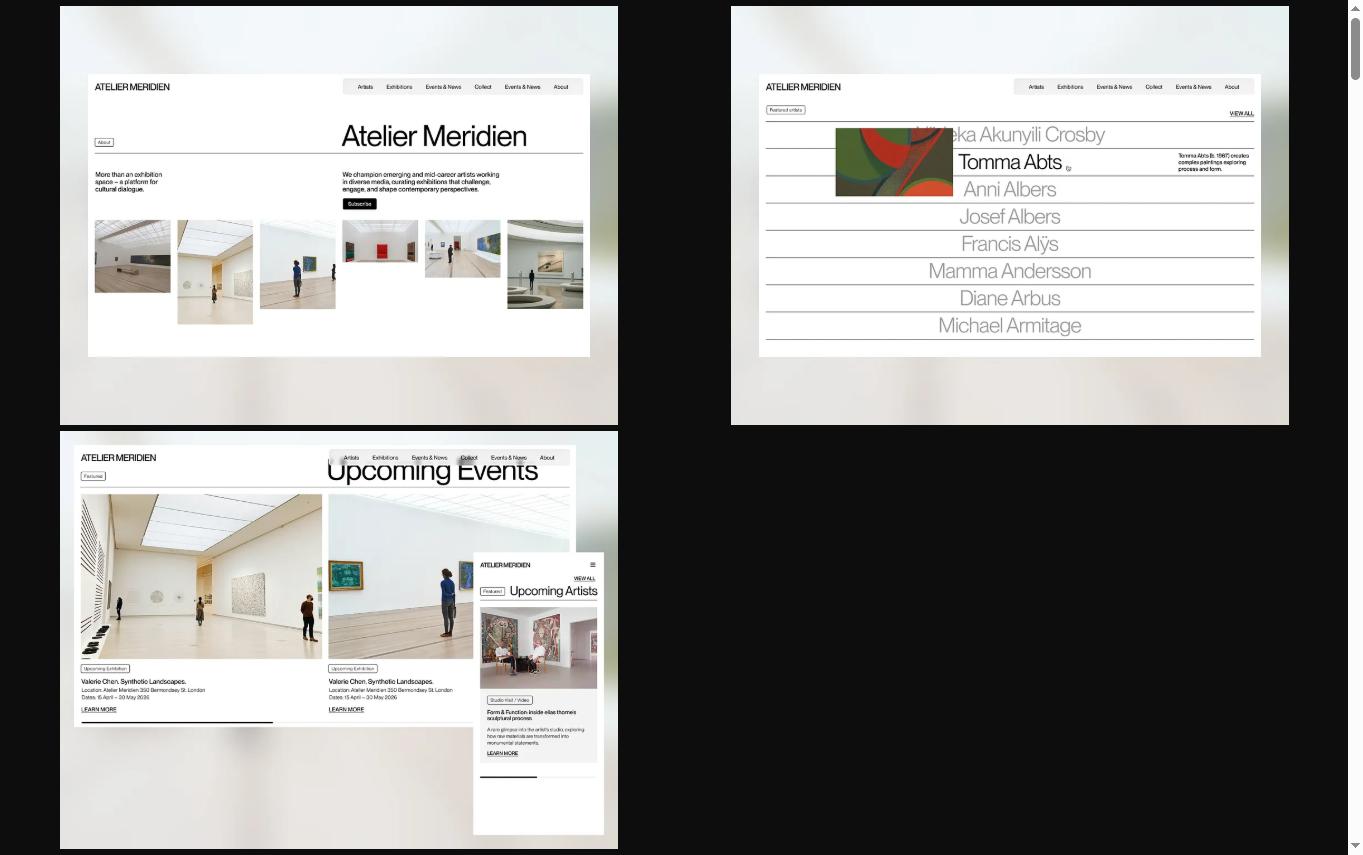 ATELIER MERIDIEN
Artists Exhibitions Events & News Collect Events & News About
About
Atelier Meridien
More than an exhibition
space – a platform for
cultural dialogue.
We champion emerging and mid-career artists working
in diverse media, curating exhibitions that challenge,
engage, and shape contemporary perspectives.
Subscribe
ATELIER MERIDIEN
Artists Exhibitions Events & News Collect Events & News About
Featured artists
VIEW ALL
Akunyili Crosby
Tomma Abts
Tomma Abts (b. 1967) creates
complex paintings exploring
process and form.
Anni Albers
Josef Albers
Francis Alÿs
Mamma Andersson
Diane Arbus
Michael Armitage
ATELIER MERIDIEN
Artists Exhibitions Events & News Collect Events & News About
Featured
Upcoming Events
Upcoming Exhibition
Valerie Chen. Synthetic Landscapes.
Location: Atelier Meridien 350 Bermondsey St. London
Dates: 15 April – 30 May 2026
LEARN MORE
Upcoming Exhibition
Valerie Chen. Synthetic Landscapes.
Location: Atelier Meridien 350 Bermondsey St. London
Dates: 15 April – 30 May 2026
LEARN MORE
ATELIER MERIDIEN
VIEW ALL
Featured
Upcoming Artists
Studio Visit / Video
Form & Function: inside elias thorne's
sculptural process.
A rare glimpse into the artist's studio, exploring
how raw materials are transformed into
monumental statements.
LEARN MORE